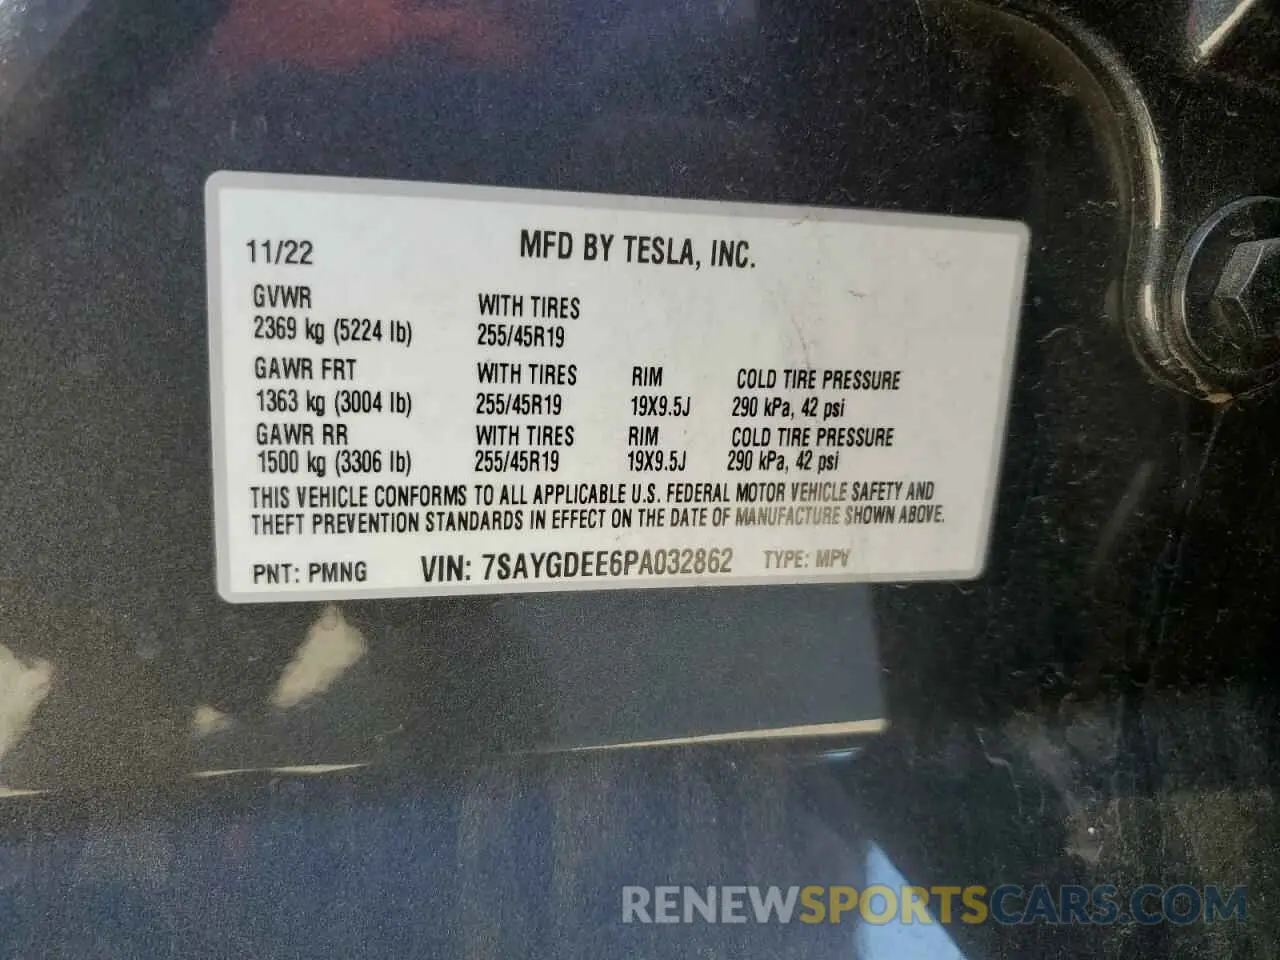 11/22 MFD BY TESLA, INC.
GVWR WITH TIRES
2369 kg (5224 lb) 255/45R19
GAWR FRT WITH TIRES RIM COLD TIRE PRESSURE
1363 kg (3004 lb) 255/45R19 19X9.5J 290 kPa, 42 psi
GAWR RR WITH TIRES RIM COLD TIRE PRESSURE
1500 kg (3306 lb) 255/45R19 19X9.5J 290 kPa, 42 psi
THIS VEHICLE CONFORMS TO ALL APPLICABLE U.S. FEDERAL MOTOR VEHICLE SAFETY AND
THEFT PREVENTION STANDARDS IN EFFECT ON THE DATE OF MANUFACTURE SHOWN ABOVE.
PNT: PMNG VIN: 7SAYGDEE6PA032862 TYPE: MPV
RENEWSPORTSCARS.COM